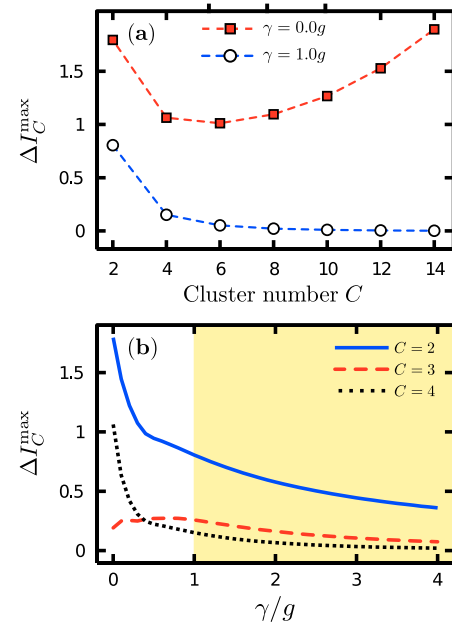 (a)
γ = 0.0g
γ = 1.0g
1.5
1
0.5
0
ΔI_C^max
2 4 6 8 10 12 14
Cluster number C
(b)
C = 2
C = 3
C = 4
1.5
1
0.5
0
ΔI_C^max
0 1 2 3 4
γ/g